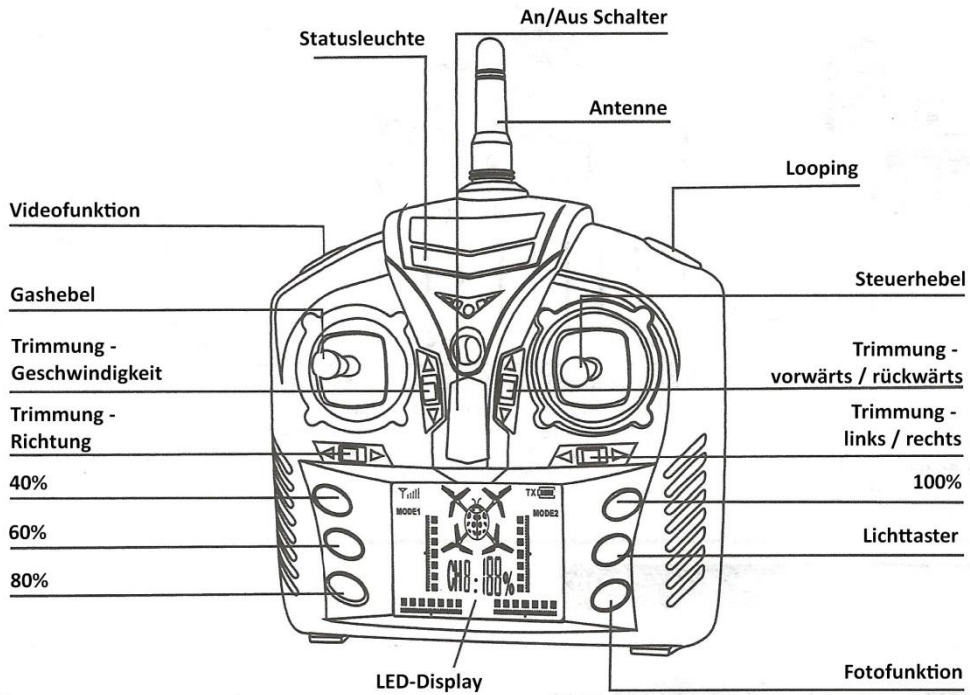 An/Aus Schalter
Statusleuchte
Antenne
Looping
Videofunktion
Steuerhebel
Gashebel
Trimmung -
Geschwindigkeit
Trimmung -
vorwärts / rückwärts
Trimmung -
Richtung
Trimmung -
links / rechts
40%
100%
60%
Lichttaster
80%
TX
MODE1
MODE2
CH8:188%
LED-Display
Fotofunktion